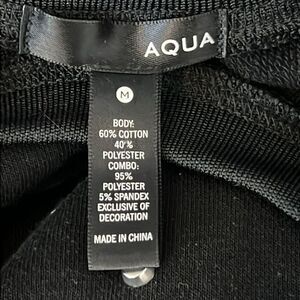 AQUA
M
BODY:
60% COTTON
40%
POLYESTER
COMBO:
95%
POLYESTER
5% SPANDEX
EXCLUSIVE OF
DECORATION
MADE IN CHINA